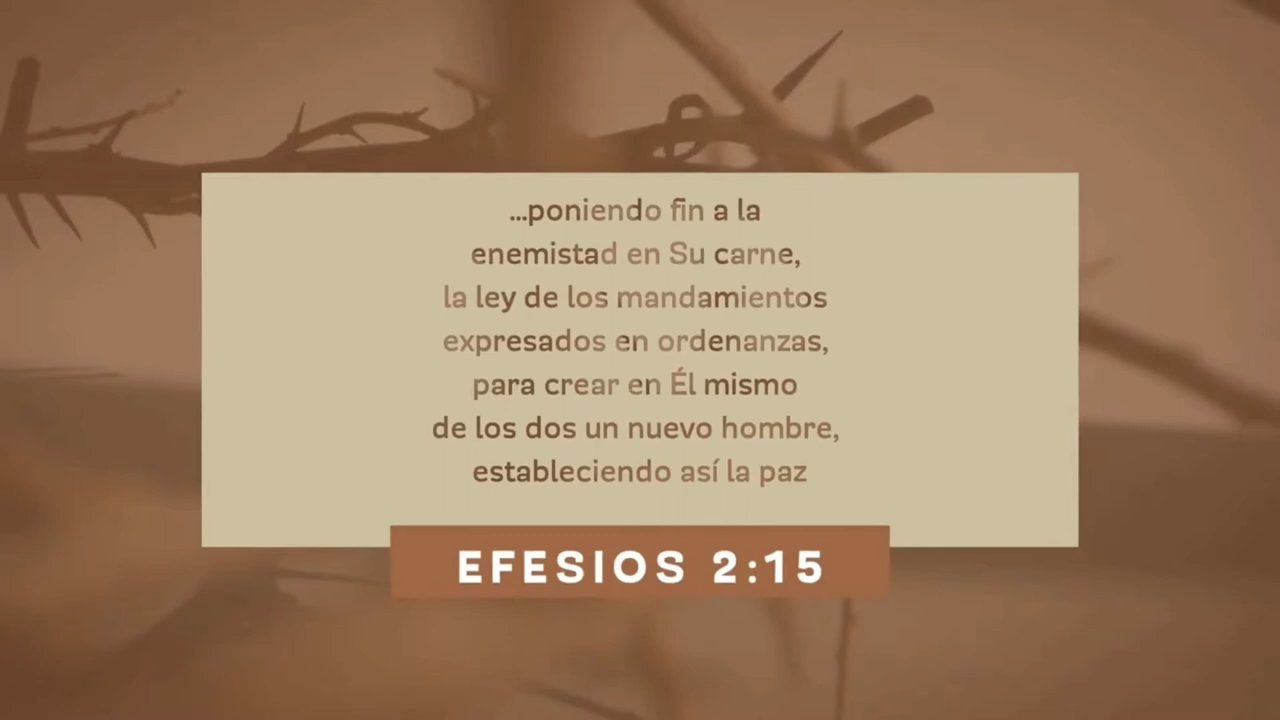 ...poniendo fin a la
enemistad en Su carne,
la ley de los mandamientos
expresados en ordenanzas,
para crear en Él mismo
de los dos un nuevo hombre,
estableciendo así la paz
EFESIOS 2:15